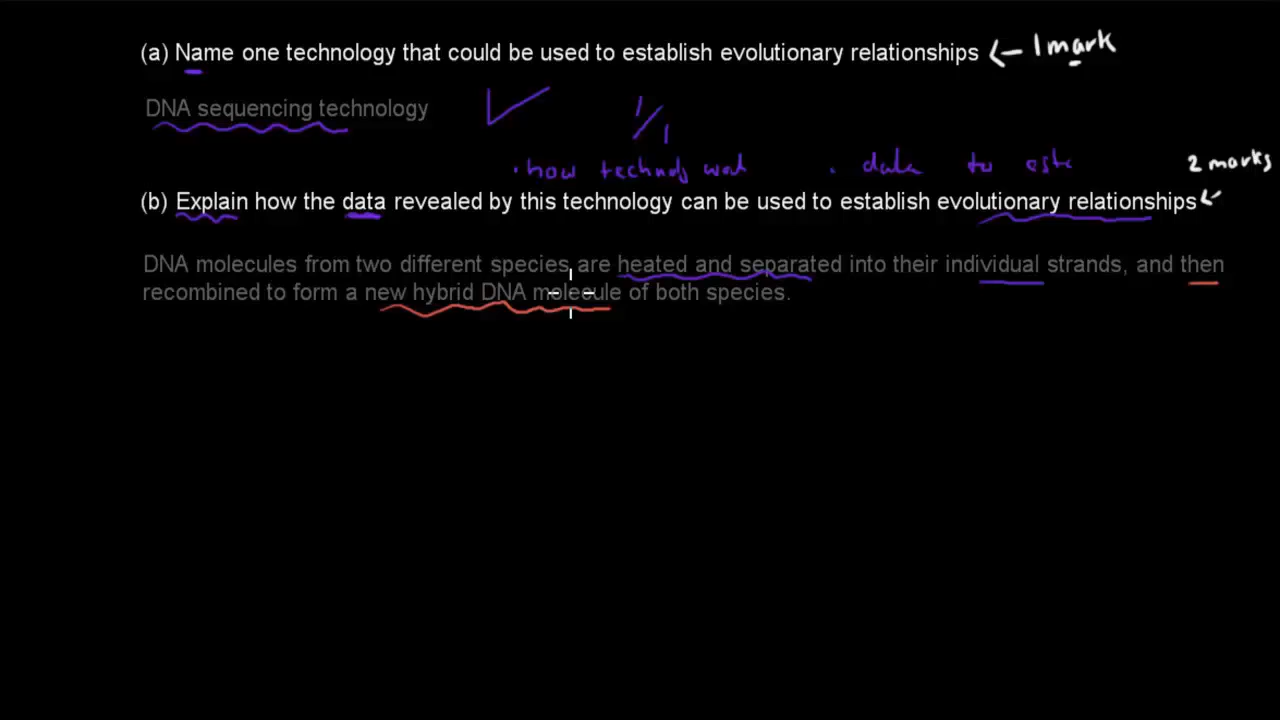 (a) Name one technology that could be used to establish evolutionary relationships ← 1 mark
DNA sequencing technology
1/1
• how technology work • data to esta
2 marks
(b) Explain how the data revealed by this technology can be used to establish evolutionary relationships ←
DNA molecules from two different species are heated and separated into their individual strands, and then
recombined to form a new hybrid DNA molecule of both species.